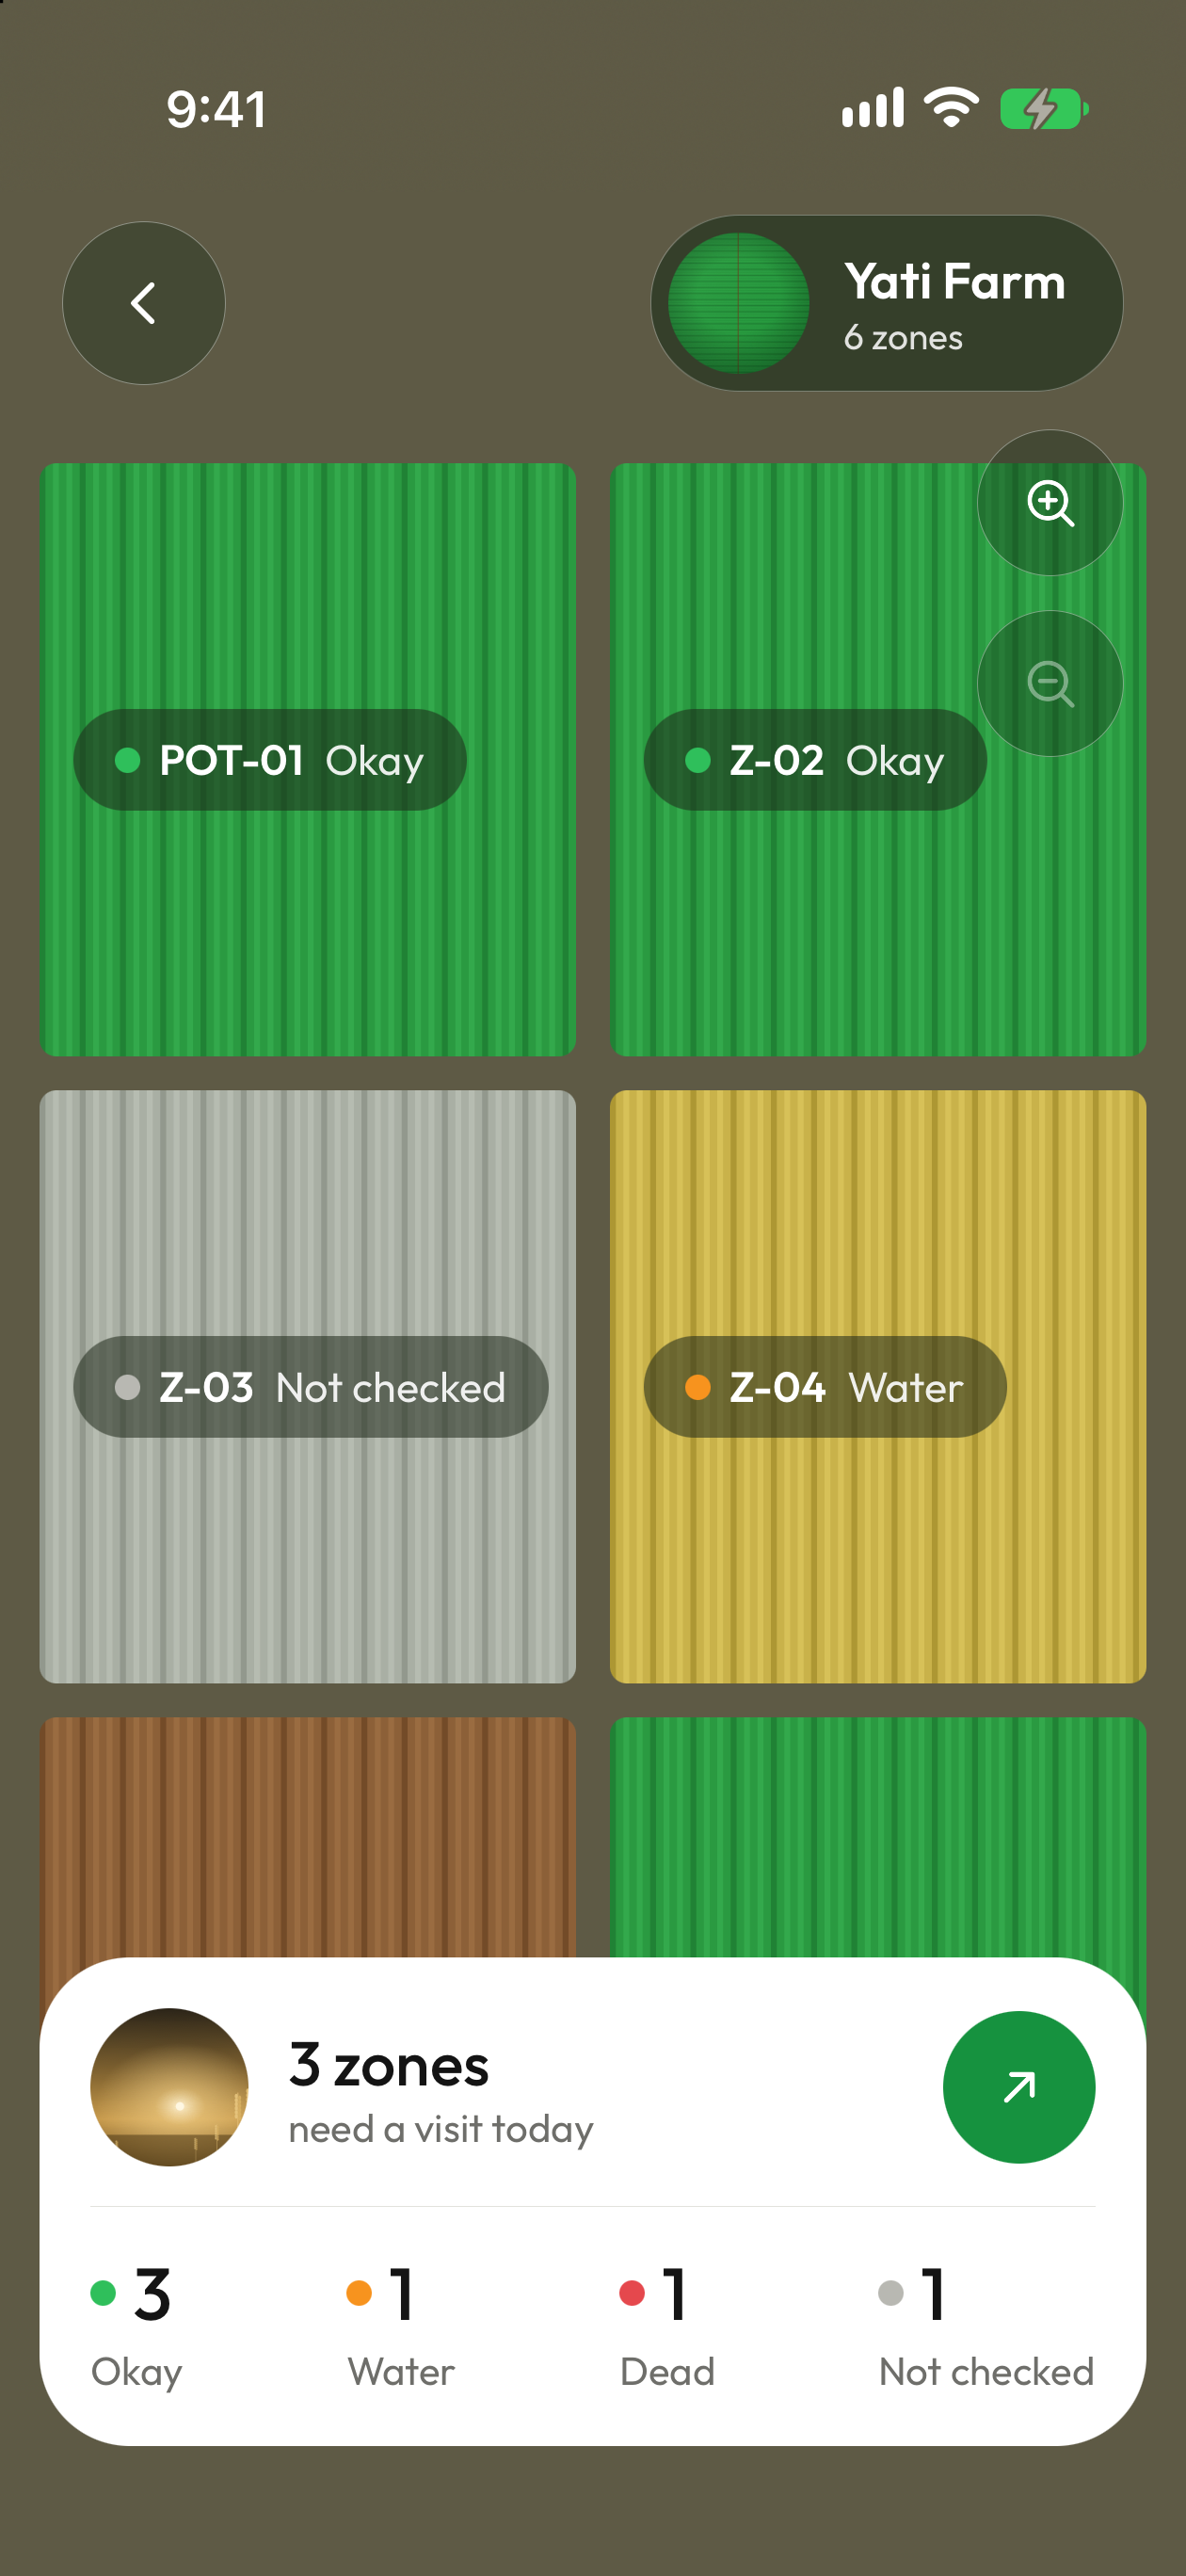 9:41
Yati Farm
6 zones
POT-01 Okay
Z-02 Okay
Z-03 Not checked
Z-04 Water
3 zones
need a visit today
3
Okay
1
Water
1
Dead
1
Not checked